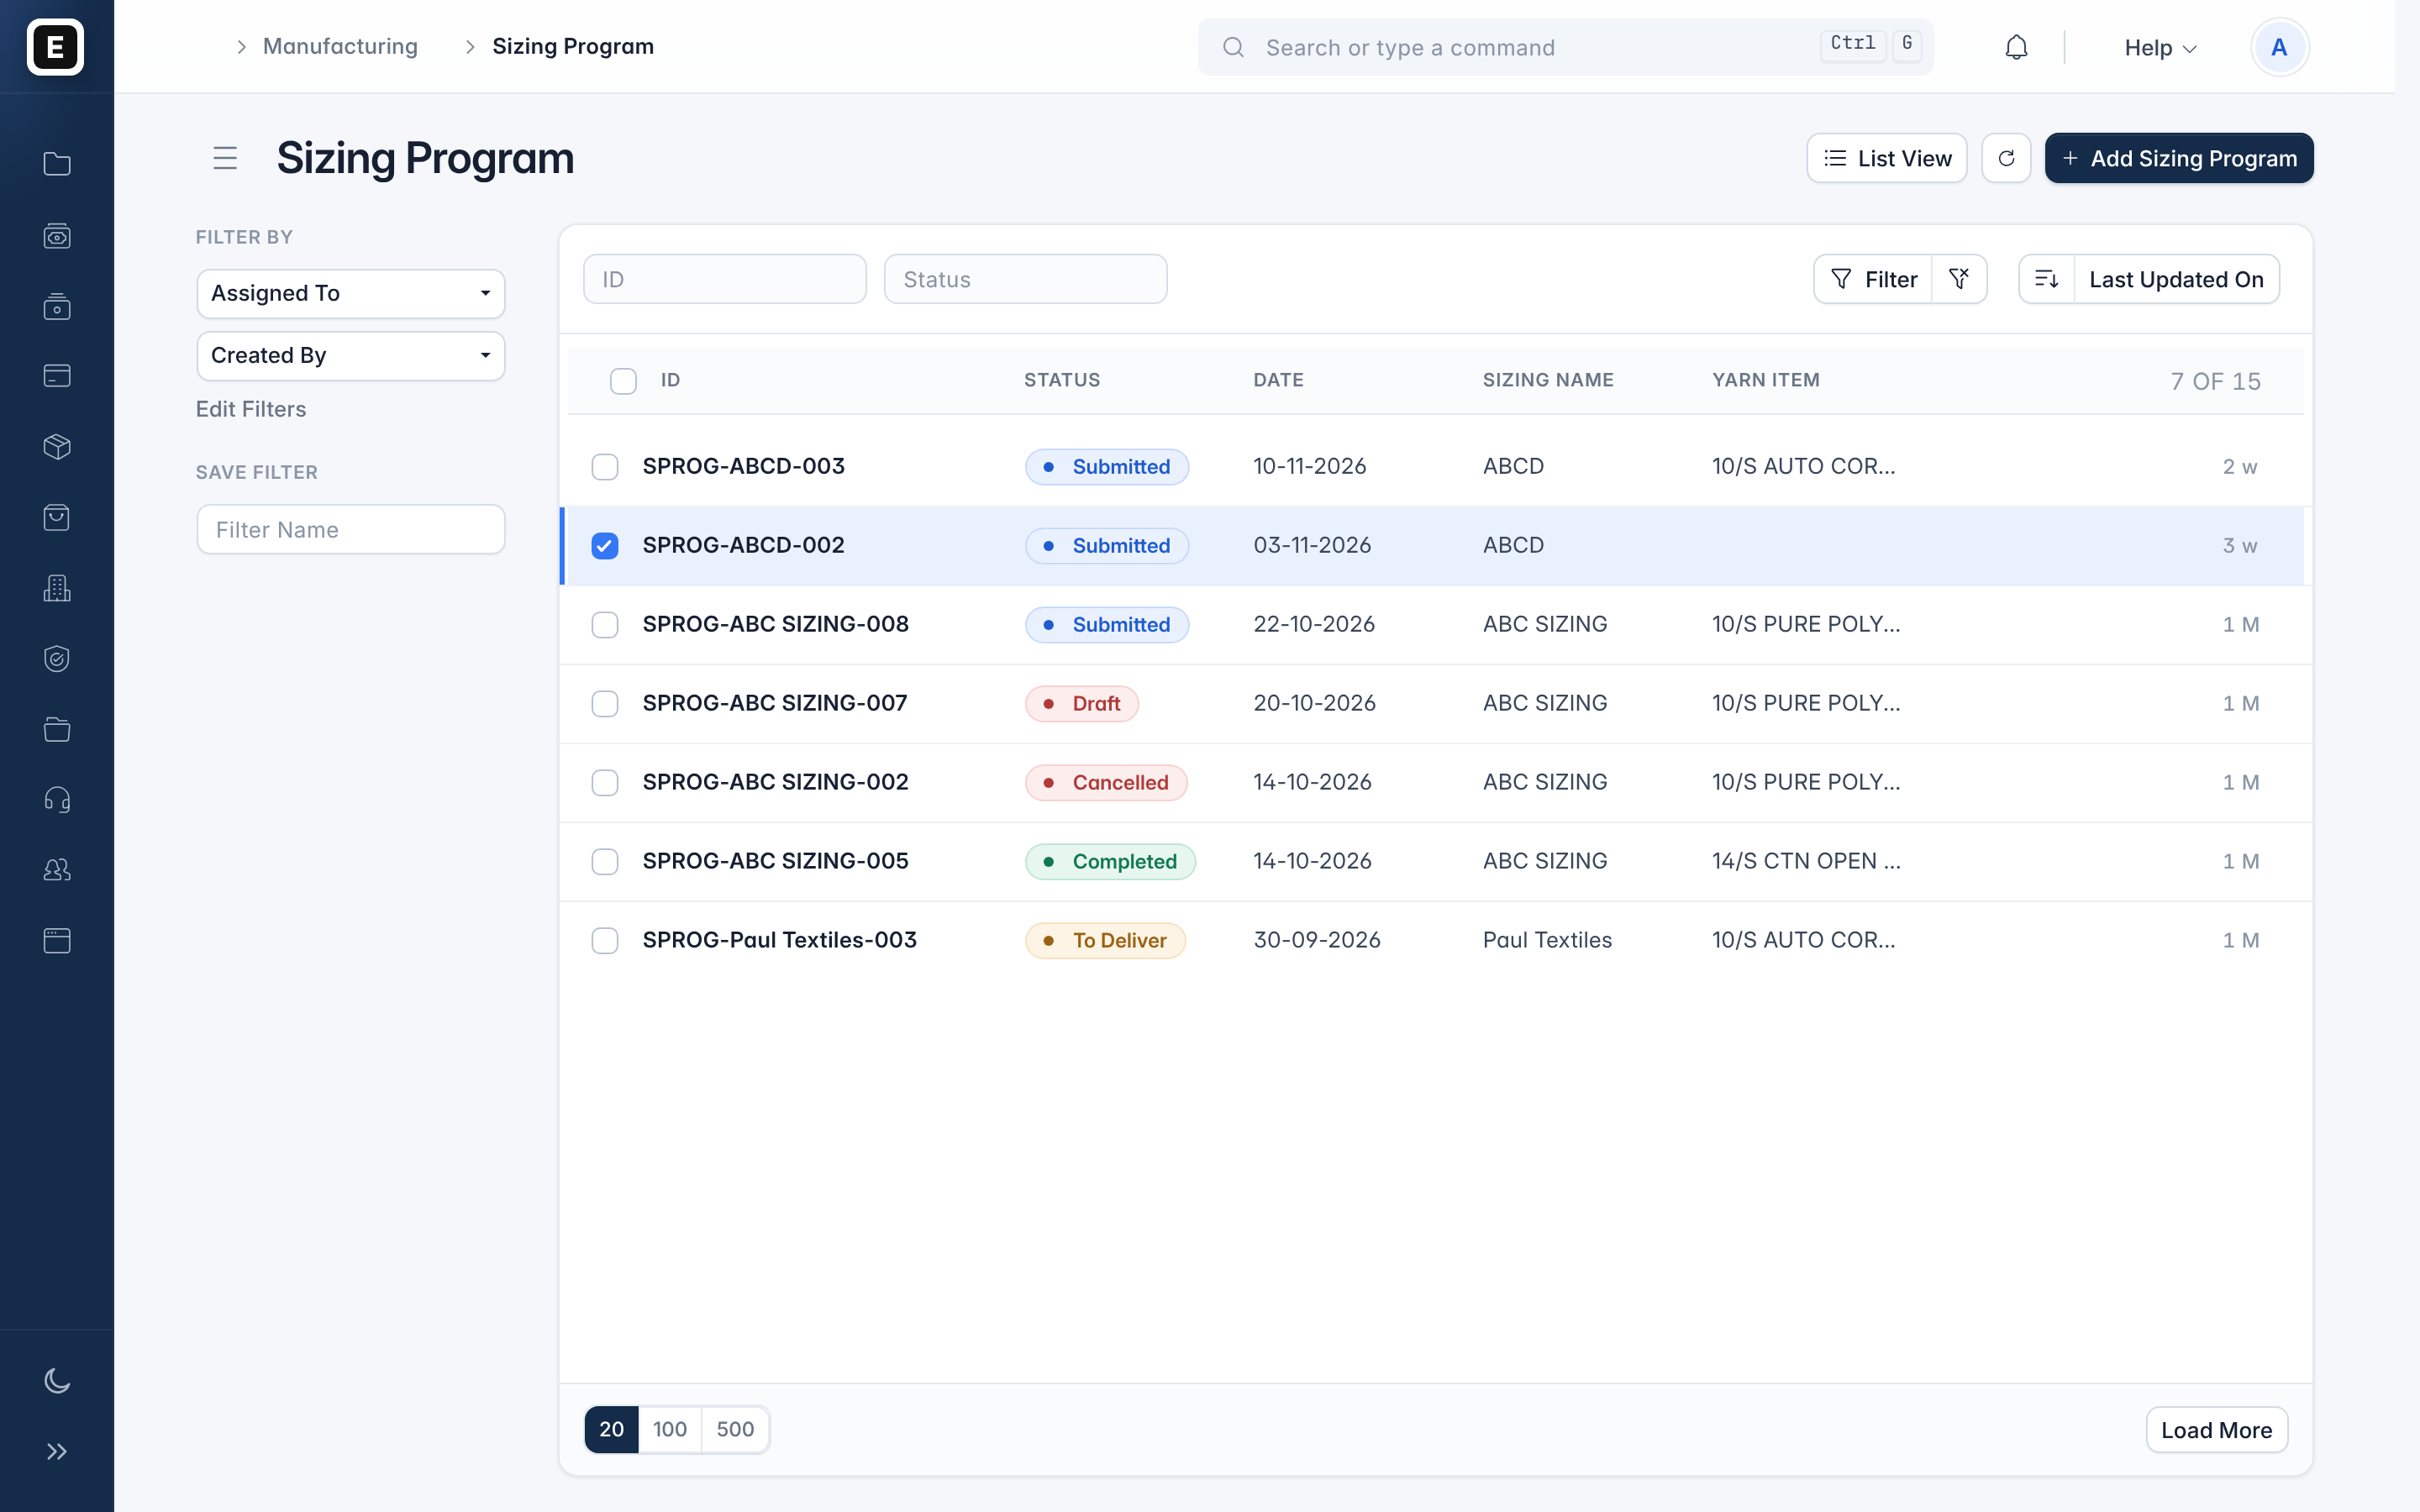 E
Manufacturing
Sizing Program
Search or type a command
Ctrl G
Help
A
Sizing Program
List View
+ Add Sizing Program
FILTER BY
Assigned To
Created By
Edit Filters
SAVE FILTER
Filter Name
ID
Status
Filter
Last Updated On
ID STATUS DATE SIZING NAME YARN ITEM 7 OF 15
SPROG-ABCD-003 Submitted 10-11-2026 ABCD 10/S AUTO COR... 2 w
SPROG-ABCD-002 Submitted 03-11-2026 ABCD 3 w
SPROG-ABC SIZING-008 Submitted 22-10-2026 ABC SIZING 10/S PURE POLY... 1 M
SPROG-ABC SIZING-007 Draft 20-10-2026 ABC SIZING 10/S PURE POLY... 1 M
SPROG-ABC SIZING-002 Cancelled 14-10-2026 ABC SIZING 10/S PURE POLY... 1 M
SPROG-ABC SIZING-005 Completed 14-10-2026 ABC SIZING 14/S CTN OPEN ... 1 M
SPROG-Paul Textiles-003 To Deliver 30-09-2026 Paul Textiles 10/S AUTO COR... 1 M
20 100 500
Load More